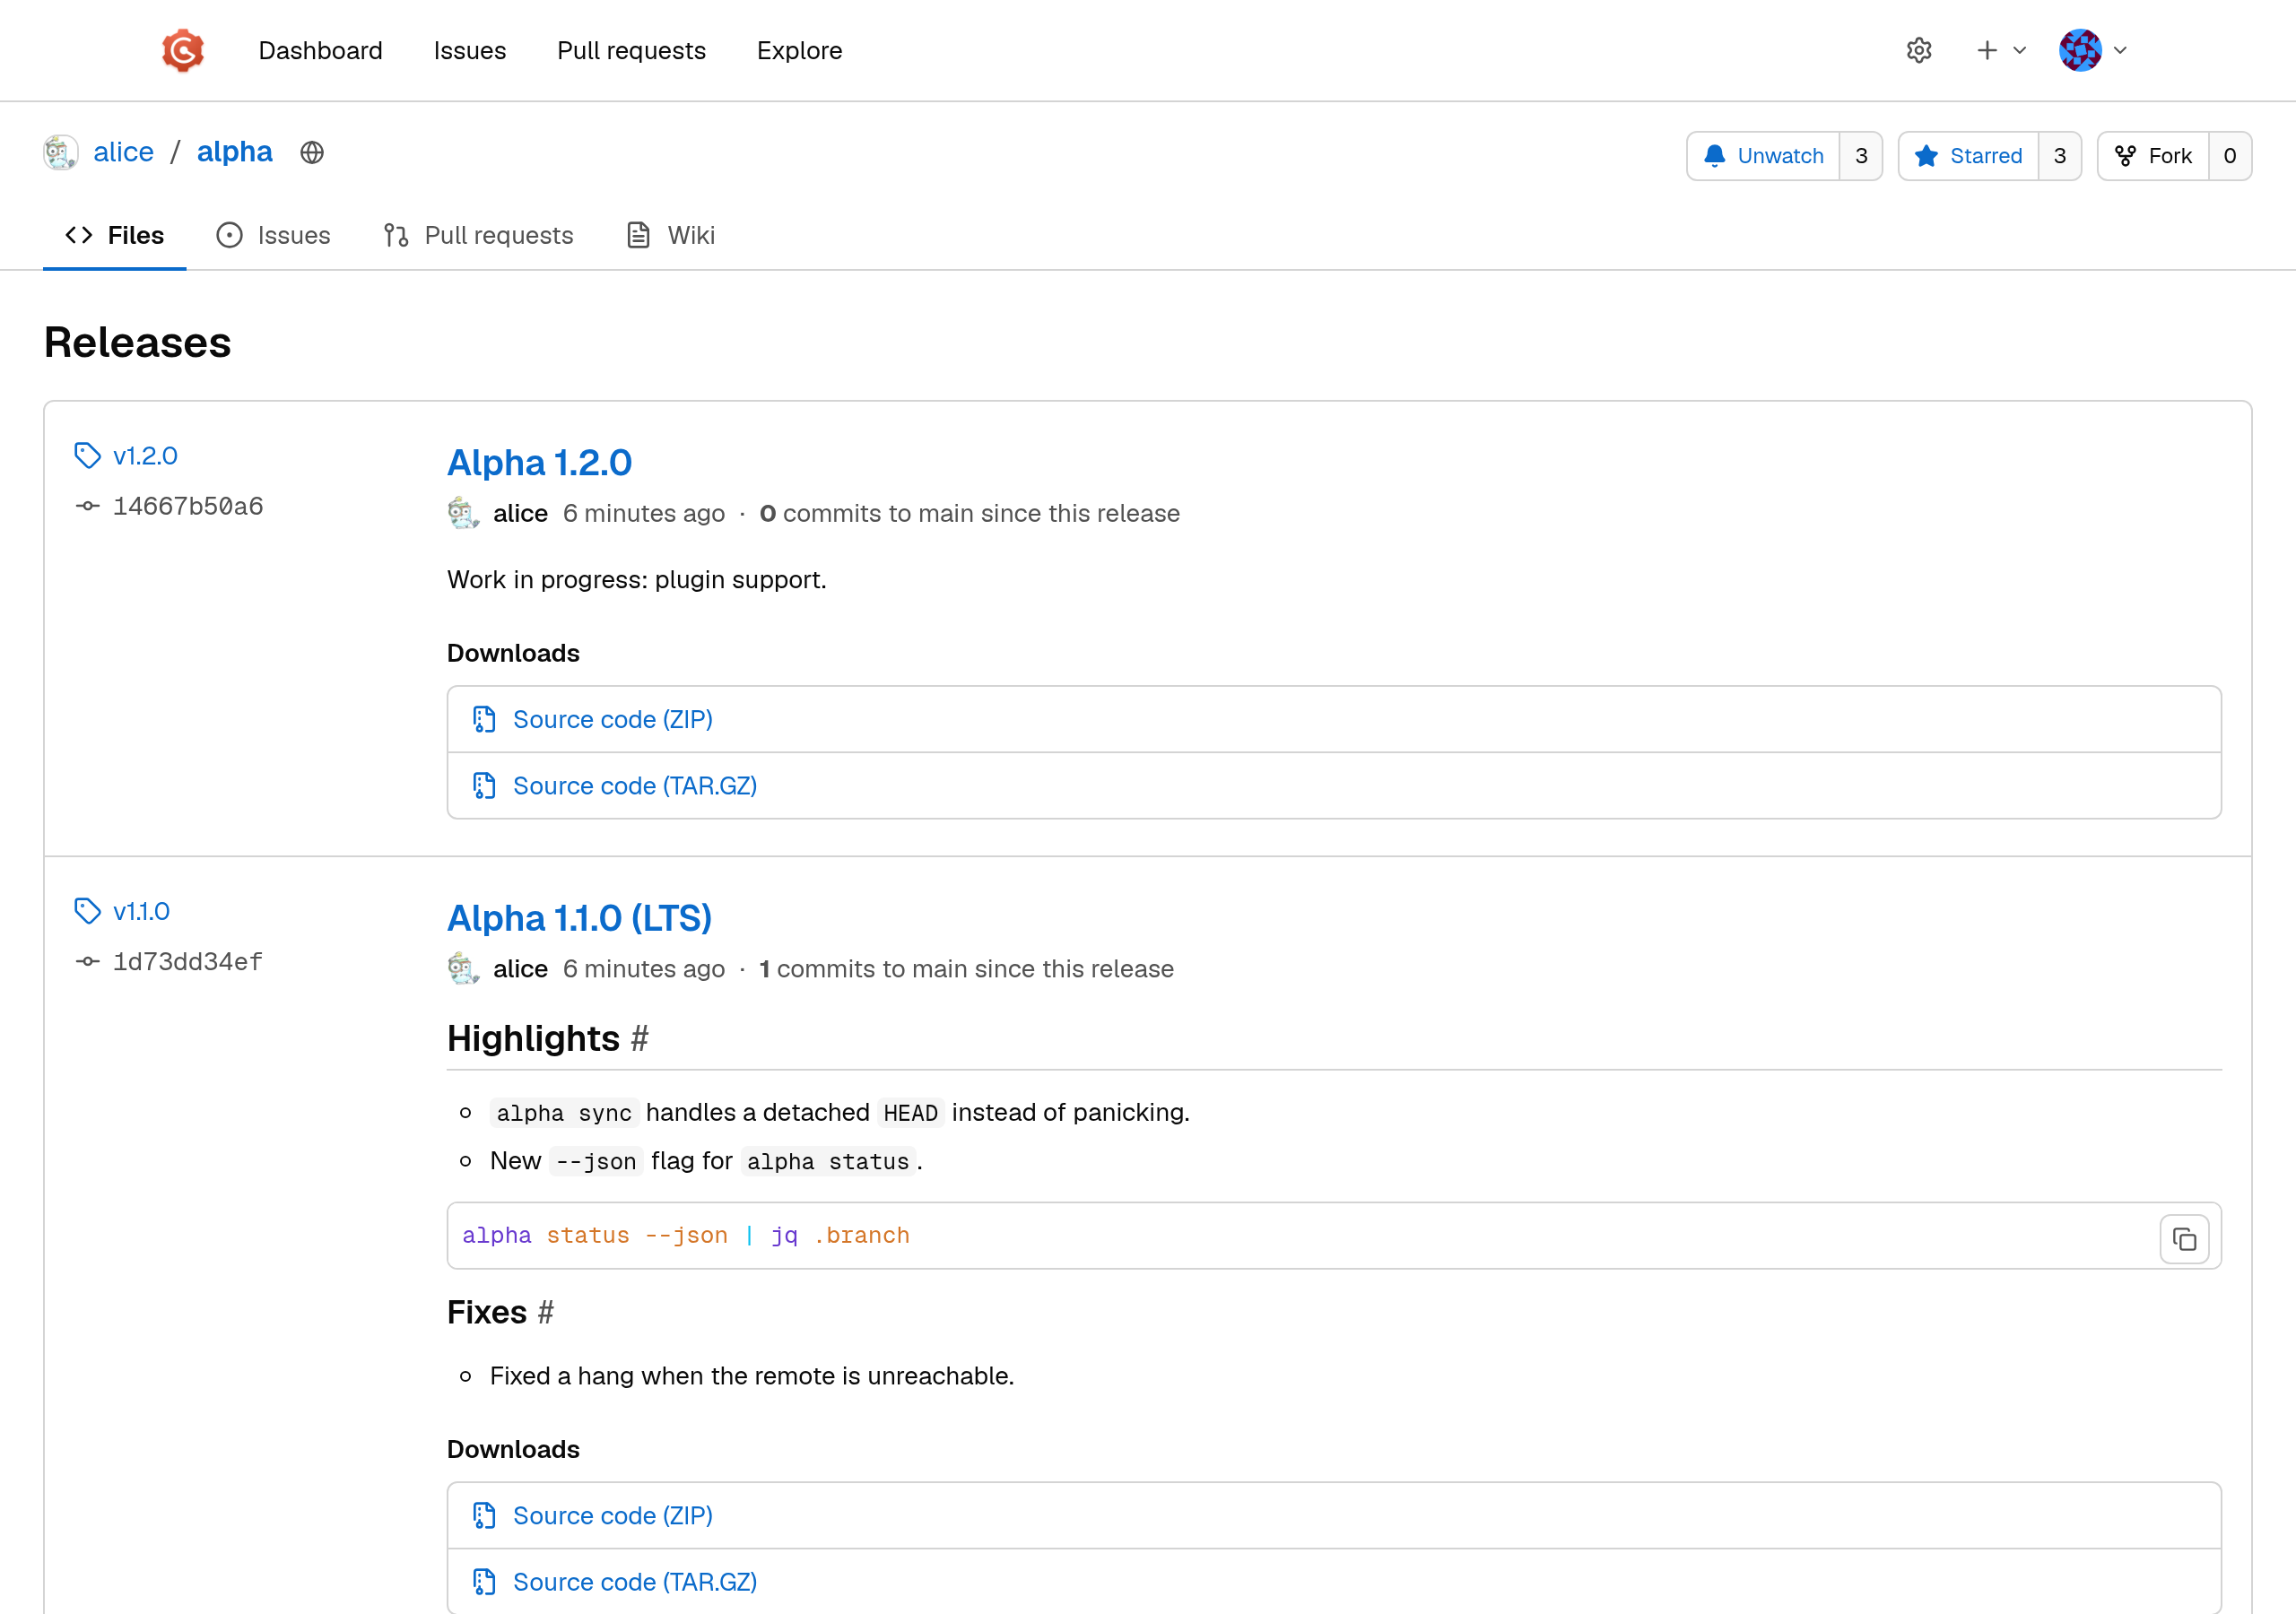 Dashboard Issues Pull requests Explore
alice / alpha
Unwatch 3 Starred 3 Fork 0
Files Issues Pull requests Wiki
Releases
v1.2.0
14667b50a6
Alpha 1.2.0
alice 6 minutes ago · 0 commits to main since this release
Work in progress: plugin support.
Downloads
Source code (ZIP)
Source code (TAR.GZ)
v1.1.0
1d73dd34ef
Alpha 1.1.0 (LTS)
alice 6 minutes ago · 1 commits to main since this release
Highlights #
alpha sync handles a detached HEAD instead of panicking.
New --json flag for alpha status.
alpha status --json | jq .branch
Fixes #
Fixed a hang when the remote is unreachable.
Downloads
Source code (ZIP)
Source code (TAR.GZ)